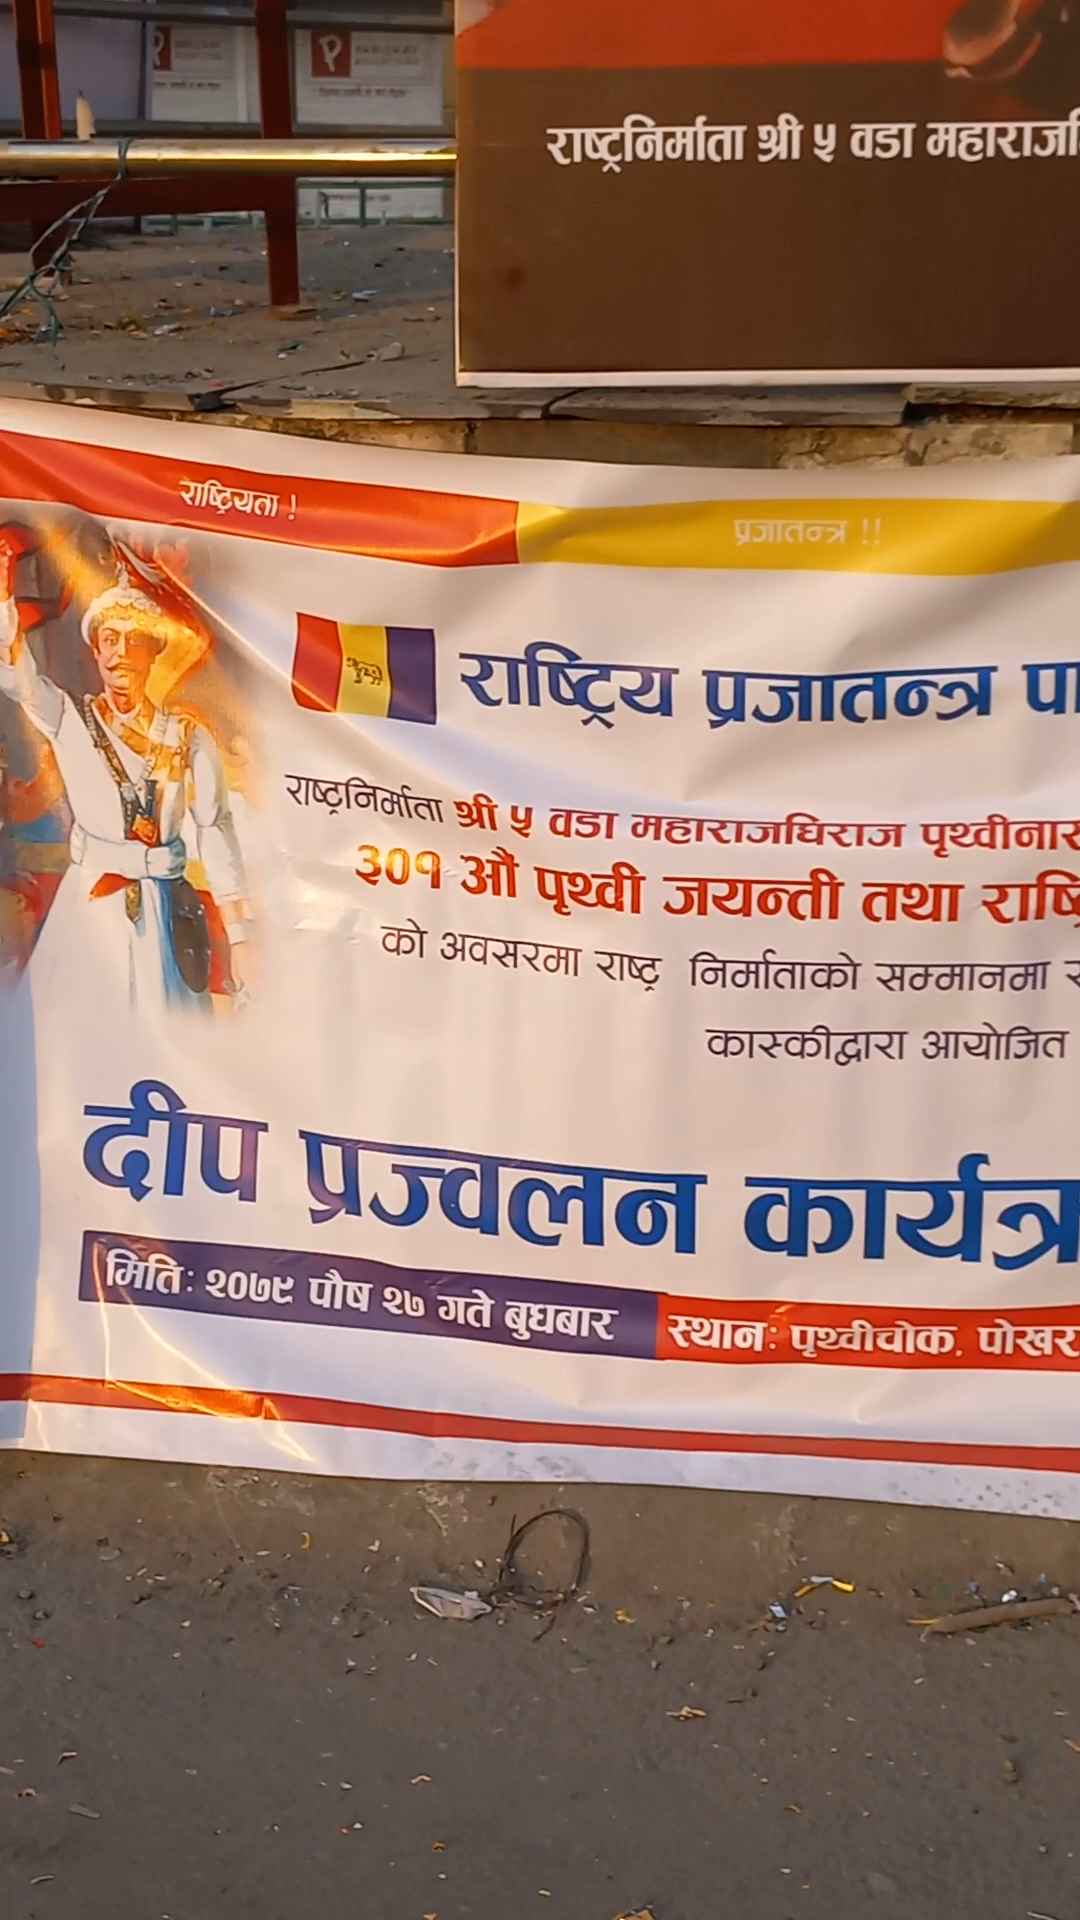 राष्ट्रनिर्माता श्री ५ वडा महाराजधि
राष्ट्रियता !
प्रजातन्त्र !!
राष्ट्रिय प्रजातन्त्र पा
राष्ट्रनिर्माता श्री ५ वडा महाराजधिराज पृथ्वीनार
३०१ औं पृथ्वी जयन्ती तथा राष्ट्रि
को अवसरमा राष्ट्र निर्माताको सम्मानमा
कास्कीद्वारा आयोजित
दीप प्रज्वलन कार्यक्र
मितिः २०७९ पौष २७ गते बुधबार
स्थानः पृथ्वीचोक, पोखर